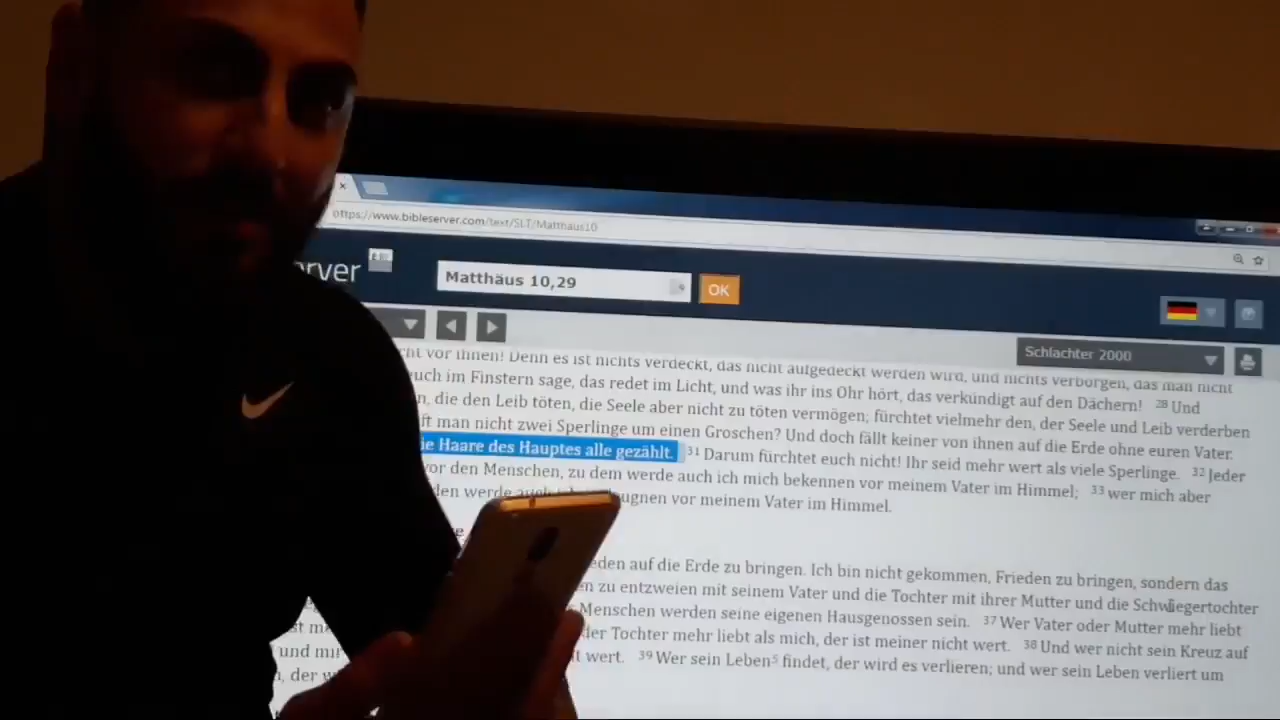 https://www.bibleserver.com/text/SLT/Matthäus10
Matthäus 10,29
OK
Schlachter 2000
vor ihnen! Denn es ist nichts verdeckt, das nicht aufgedeckt werden wird, und nichts verborgen, das man nicht
euch im Finstern sage, das redet im Licht, und was ihr ins Ohr hört, das verkündigt auf den Dächern! 28 Und
die den Leib töten, die Seele aber nicht zu töten vermögen; fürchtet vielmehr den, der Seele und Leib verderben
man nicht zwei Sperlinge um einen Groschen? Und doch fällt keiner von ihnen auf die Erde ohne euren Vater.
Haare des Hauptes alle gezählt. 31 Darum fürchtet euch nicht! Ihr seid mehr wert als viele Sperlinge. 32 Jeder
vor den Menschen, zu dem werde auch ich mich bekennen vor meinem Vater im Himmel; 33 wer mich aber
werde auch vor meinem Vater im Himmel.
auf die Erde zu bringen. Ich bin nicht gekommen, Frieden zu bringen, sondern das
zu entzweien mit seinem Vater und die Tochter mit ihrer Mutter und die Schwiegertochter
Menschen werden seine eigenen Hausgenossen sein. 37 Wer Vater oder Mutter mehr liebt
Tochter mehr liebt als mich, der ist meiner nicht wert. 38 Und wer nicht sein Kreuz auf
und wert. 39 Wer sein Leben5 findet, der wird es verlieren; und wer sein Leben verliert um
der